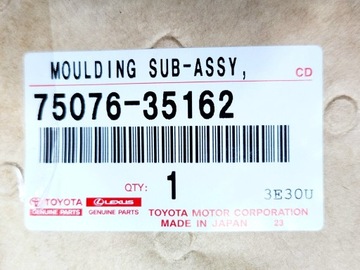 MOULDING SUB-ASSY, CD
75076-35162
QTY: 1 3E30U
TOYOTA LEXUS TOYOTA MOTOR CORPORATION
GENUINE PARTS GENUINE PARTS MADE IN JAPAN 23